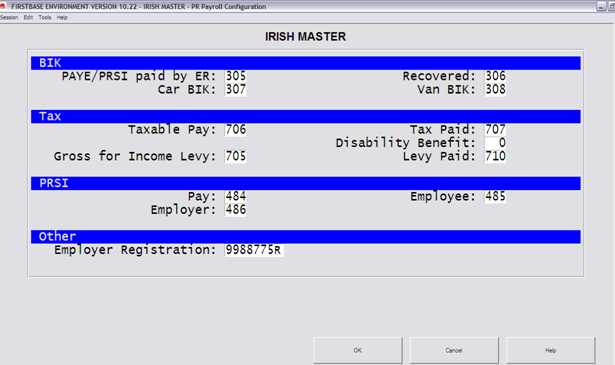 FIRSTBASE ENVIRONMENT VERSION 10.22 - IRISH MASTER - PR Payroll Configuration
Session Edit Tools Help
IRISH MASTER
BIK
PAYE/PRSI paid by ER: 305 Recovered: 306
Car BIK: 307 Van BIK: 308
Tax
Taxable Pay: 706 Tax Paid: 707
Disability Benefit: 0
Gross for Income Levy: 705 Levy Paid: 710
PRSI
Pay: 484 Employee: 485
Employer: 486
Other
Employer Registration: 9988775R
OK Cancel Help